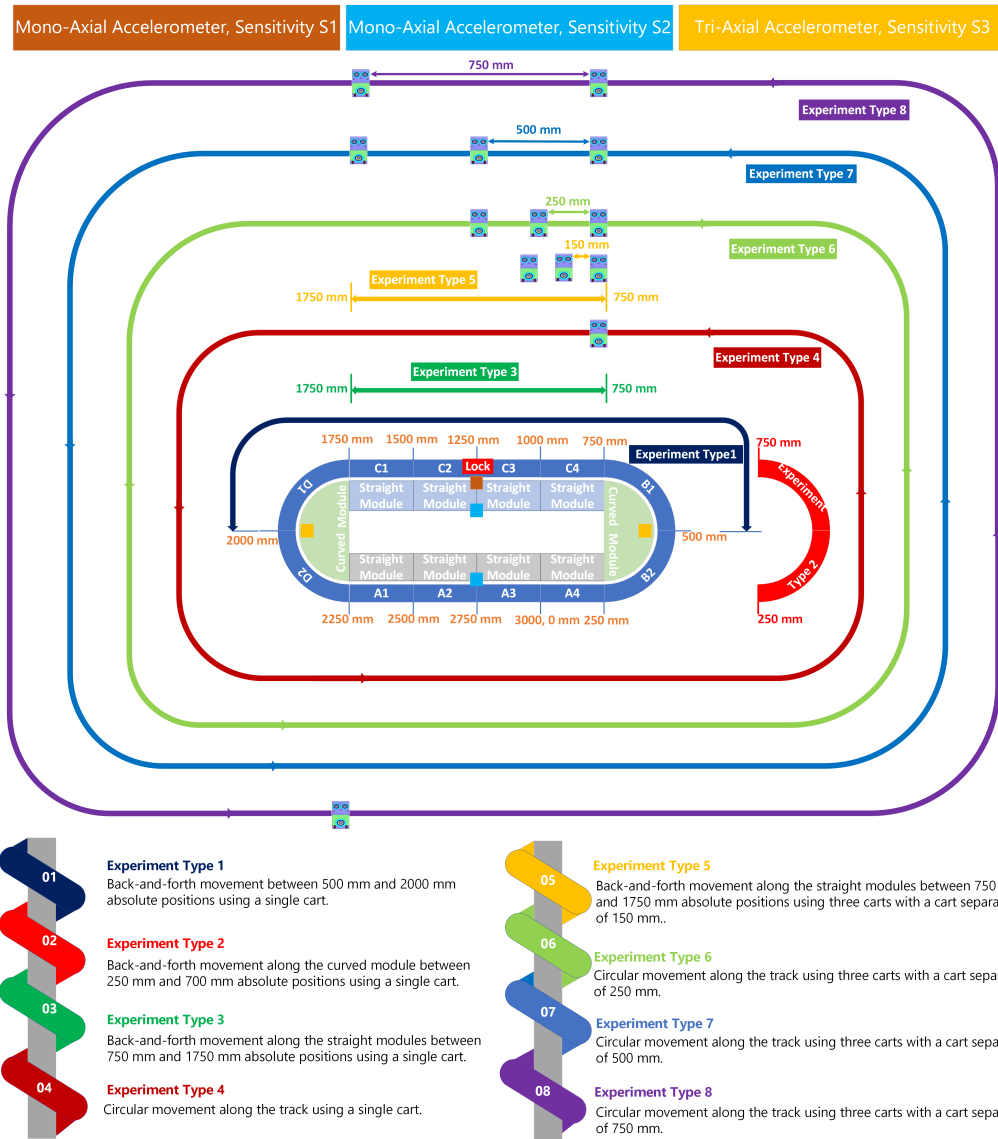 Mono-Axial Accelerometer, Sensitivity S1
Mono-Axial Accelerometer, Sensitivity S2
Tri-Axial Accelerometer, Sensitivity S3
750 mm
Experiment Type 8
500 mm
Experiment Type 7
250 mm
Experiment Type 6
150 mm
Experiment Type 5
1750 mm
750 mm
Experiment Type 4
Experiment Type 3
1750 mm
750 mm
1750 mm
1500 mm
1250 mm
1000 mm
750 mm
Experiment Type1
750 mm
Lock
C1
C2
C3
C4
D1
B1
Straight Module
Straight Module
Straight Module
Straight Module
Curved Module
Curved Module
Experiment
Type 2
2000 mm
500 mm
Straight Module
Straight Module
Straight Module
Straight Module
D2
B2
A1
A2
A3
A4
2250 mm
2500 mm
2750 mm
3000, 0 mm
250 mm
250 mm
01
Experiment Type 1
Back-and-forth movement between 500 mm and 2000 mm
absolute positions using a single cart.
02
Experiment Type 2
Back-and-forth movement along the curved module between
250 mm and 700 mm absolute positions using a single cart.
03
Experiment Type 3
Back-and-forth movement along the straight modules between
750 mm and 1750 mm absolute positions using a single cart.
04
Experiment Type 4
Circular movement along the track using a single cart.
05
Experiment Type 5
Back-and-forth movement along the straight modules between 750
and 1750 mm absolute positions using three carts with a cart separa
of 150 mm..
06
Experiment Type 6
Circular movement along the track using three carts with a cart sepa
of 250 mm.
07
Experiment Type 7
Circular movement along the track using three carts with a cart sepa
of 500 mm.
08
Experiment Type 8
Circular movement along the track using three carts with a cart sepa
of 750 mm.